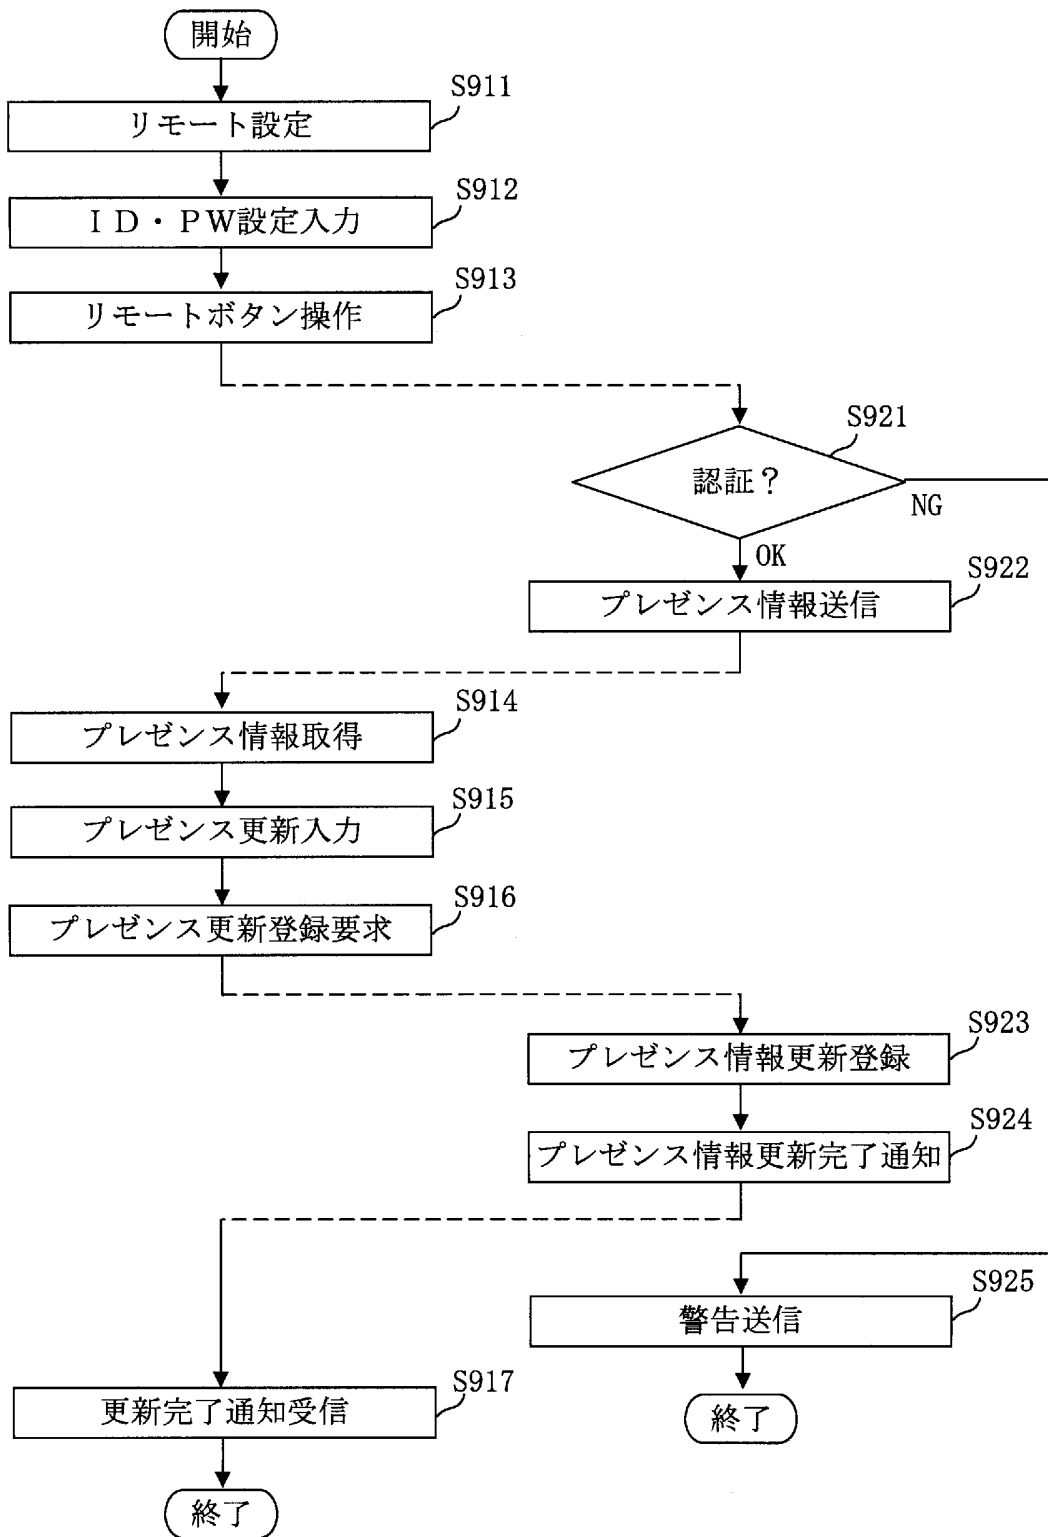 開始
S911
リモート設定
S912
ＩＤ・ＰＷ設定入力
S913
リモートボタン操作
S921
認証？
NG
OK
S922
プレゼンス情報送信
S914
プレゼンス情報取得
S915
プレゼンス更新入力
S916
プレゼンス更新登録要求
S923
プレゼンス情報更新登録
S924
プレゼンス情報更新完了通知
S925
警告送信
S917
更新完了通知受信
終了
終了